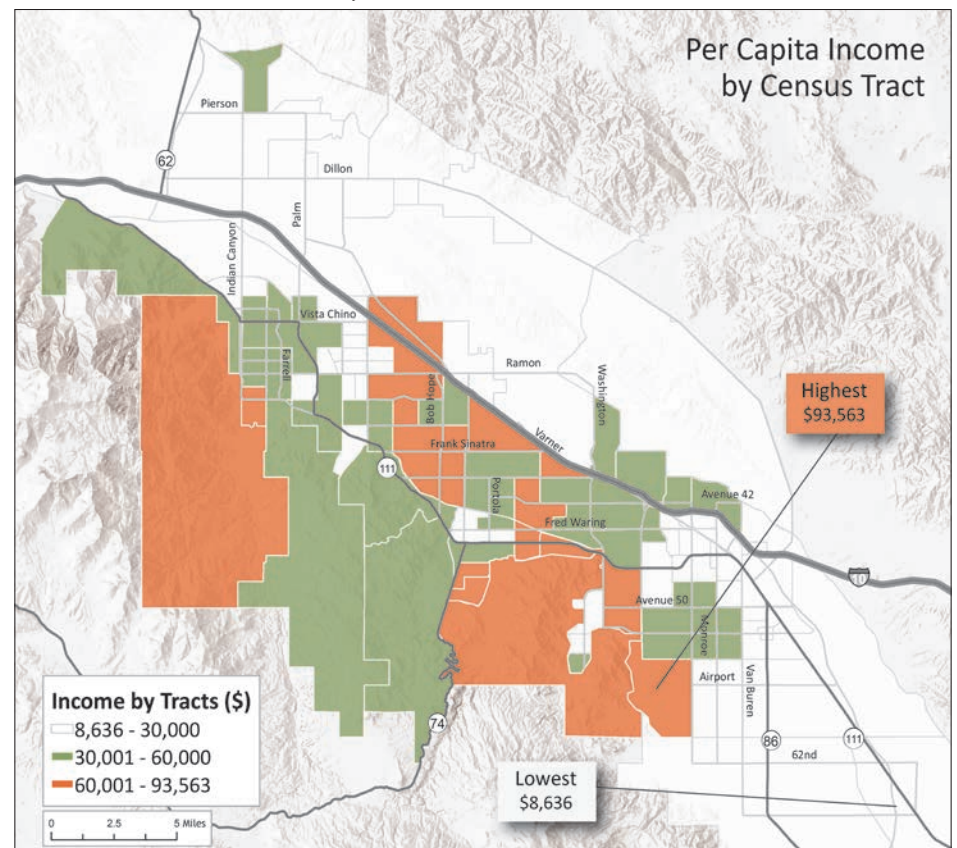 Per Capita Income
by Census Tract
Pierson
62
Dillon
Palm
Indian Canyon
Vista Chino
Farrell
Ramon
Bob Hope
Washington
Highest
$93,563
Frank Sinatra
Varner
111
Portola
Avenue 42
Fred Waring
10
Avenue 50
Monroe
Airport
Van Buren
Income by Tracts ($)
8,636 - 30,000
30,001 - 60,000
60,001 - 93,563
74
86
111
62nd
Lowest
$8,636
0 2.5 5 Miles